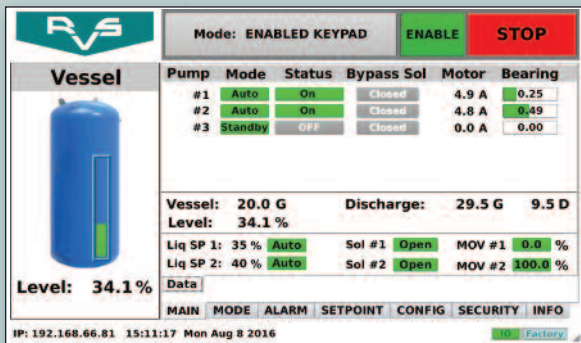 RVS
Mode: ENABLED KEYPAD ENABLE STOP
Vessel
Pump Mode Status Bypass Sol Motor Bearing
#1 Auto On Closed 4.9 A 0.25
#2 Auto On Closed 4.8 A 0.49
#3 Standby OFF Closed 0.0 A 0.00
Vessel: 20.0 G Discharge: 29.5 G 9.5 D
Level: 34.1 %
Liq SP 1: 35 % Auto Sol #1 Open MOV #1 0.0 %
Liq SP 2: 40 % Auto Sol #2 Open MOV #2 100.0 %
Level: 34.1 %
Data
MAIN MODE ALARM SETPOINT CONFIG SECURITY INFO
IP: 192.168.66.81 15:11:17 Mon Aug 8 2016 IO Factory